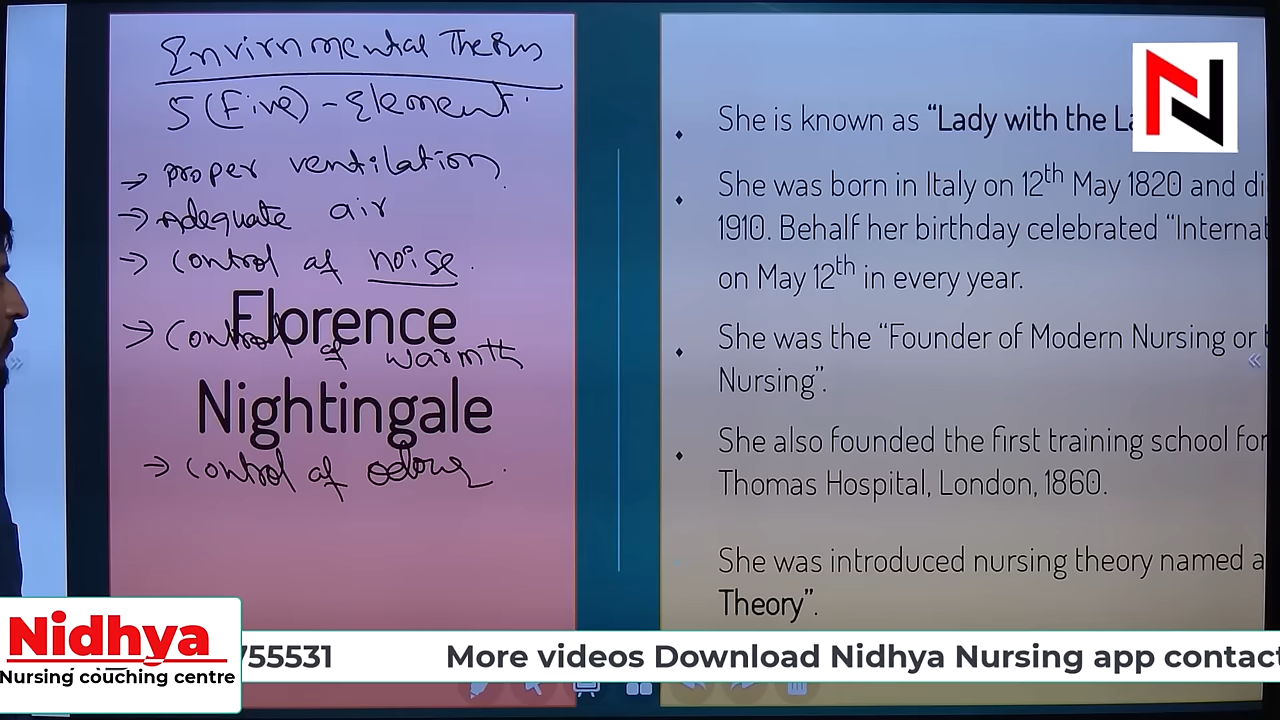 Envirnmental Theory
5 (Five) - Element
→ proper ventilation
→ Adequate air
→ control of noise.
Florence
→ control of warmth
Nightingale
→ control of odour
She is known as “Lady with the
She was born in Italy on 12th May 1820 and
1910. Behalf her birthday celebrated “Internat
on May 12th in every year.
She was the “Founder of Modern Nursing or
Nursing”.
She also founded the first training school for
Thomas Hospital, London, 1860.
She was introduced nursing theory named a
Theory”.
Nidhya
Nursing couching centre
755531 More videos Download Nidhya Nursing app contact